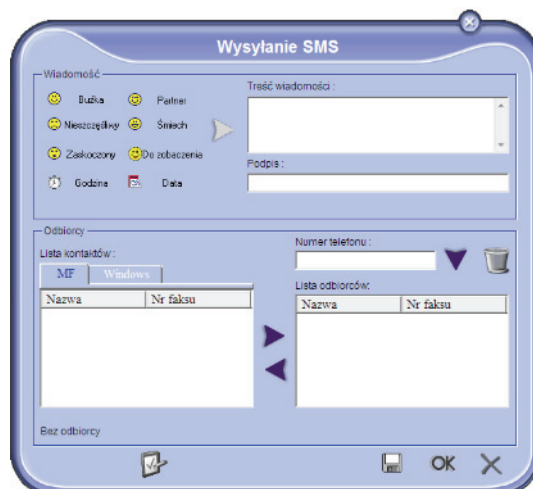 Wysyłanie SMS
Wiadomość
Buźka
Partner
Nieszczęśliwy
Śmiech
Zaskoczony
Do zobaczenia
Godzina
Data
Treść wiadomości :
Podpis :
Odbiorcy
Lista kontaktów :
MF
Windows
Nazwa
Nr faksu
Numer telefonu :
Lista odbiorców:
Nazwa
Nr faksu
Bez odbiorcy
OK